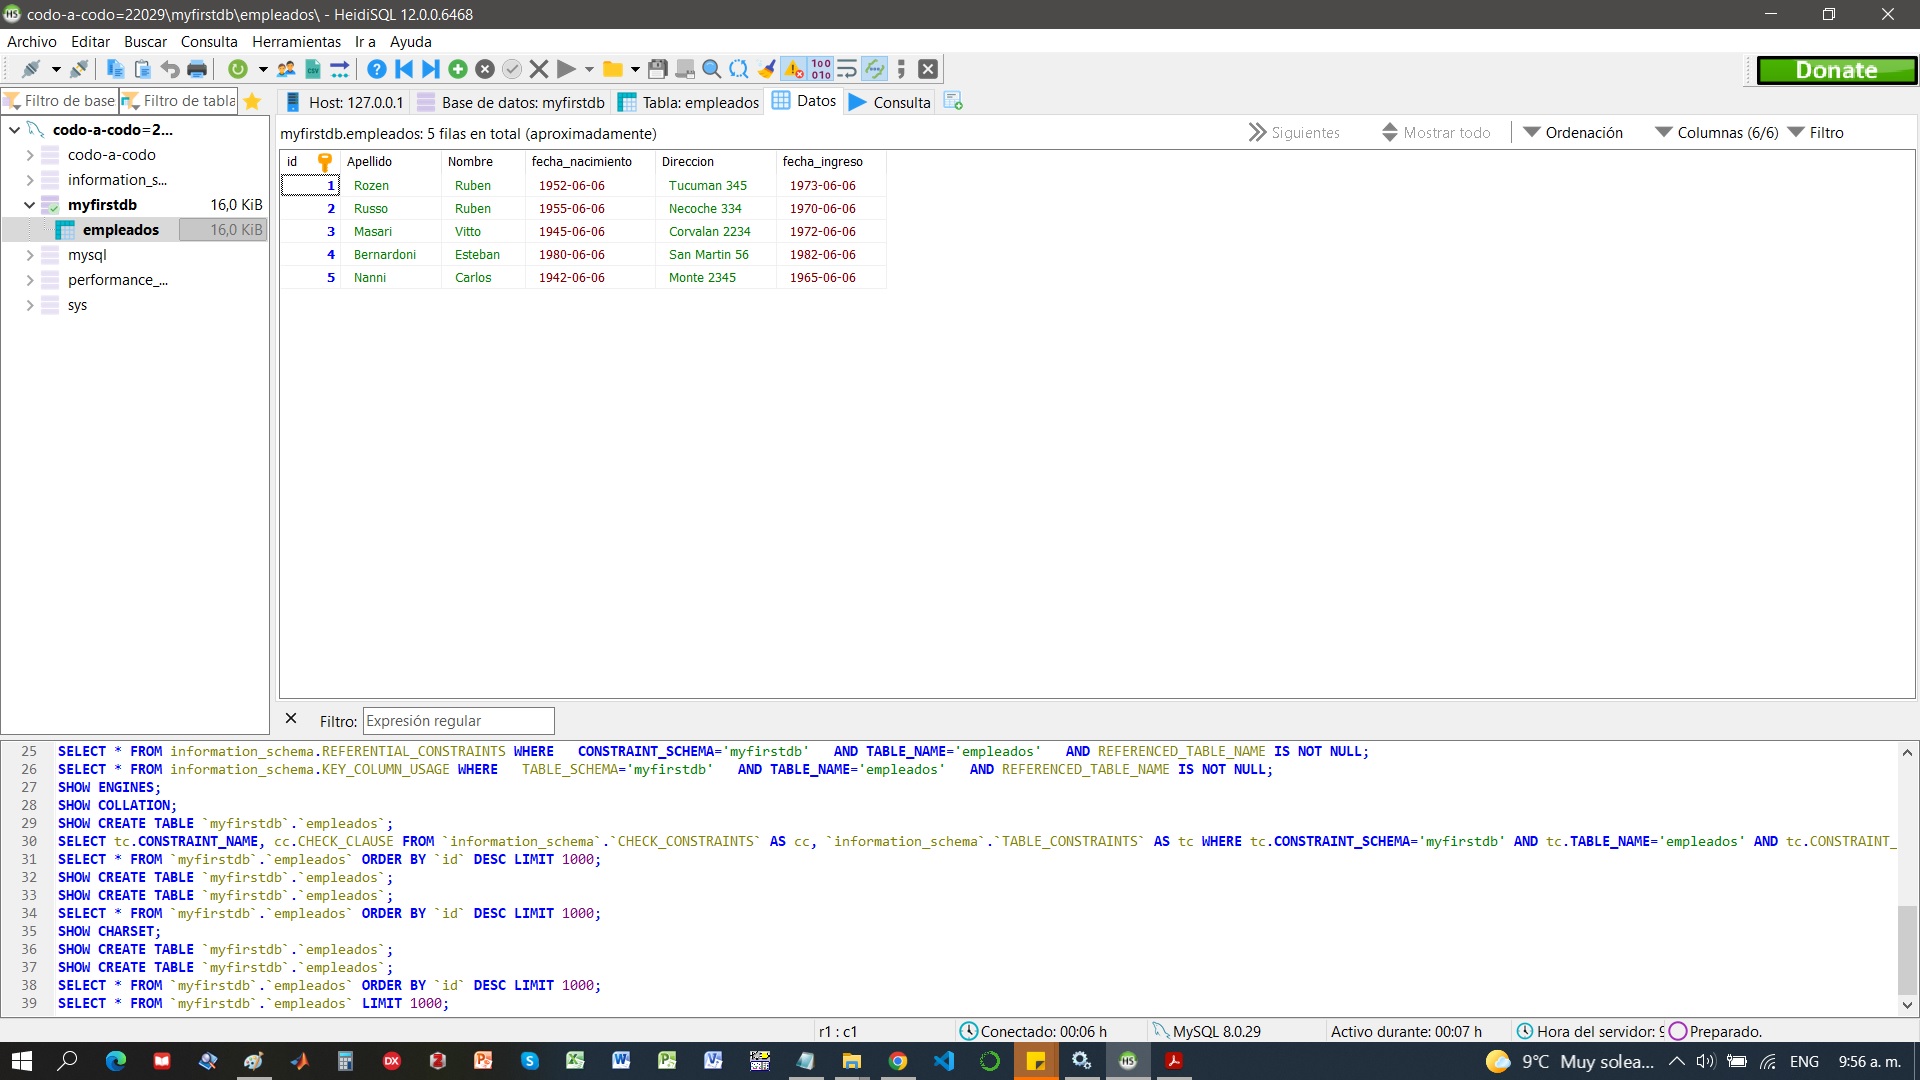 codo-a-codo=22029\myfirstdb\empleados\ - HeidiSQL 12.0.0.6468
Archivo Editar Buscar Consulta Herramientas Ir a Ayuda
Donate
Filtro de base Filtro de tabla Host: 127.0.0.1 Base de datos: myfirstdb Tabla: empleados Datos Consulta
codo-a-codo=2...
codo-a-codo
information_s...
myfirstdb 16,0 KiB
empleados 16,0 KiB
mysql
performance_...
sys
myfirstdb.empleados: 5 filas en total (aproximadamente) Siguientes Mostrar todo Ordenación Columnas (6/6) Filtro
id Apellido Nombre fecha_nacimiento Direccion fecha_ingreso
1 Rozen Ruben 1952-06-06 Tucuman 345 1973-06-06
2 Russo Ruben 1955-06-06 Necoche 334 1970-06-06
3 Masari Vitto 1945-06-06 Corvalan 2234 1972-06-06
4 Bernardoni Esteban 1980-06-06 San Martin 56 1982-06-06
5 Nanni Carlos 1942-06-06 Monte 2345 1965-06-06
Filtro: Expresión regular
25 SELECT * FROM information_schema.REFERENTIAL_CONSTRAINTS WHERE CONSTRAINT_SCHEMA='myfirstdb' AND TABLE_NAME='empleados' AND REFERENCED_TABLE_NAME IS NOT NULL;
26 SELECT * FROM information_schema.KEY_COLUMN_USAGE WHERE TABLE_SCHEMA='myfirstdb' AND TABLE_NAME='empleados' AND REFERENCED_TABLE_NAME IS NOT NULL;
27 SHOW ENGINES;
28 SHOW COLLATION;
29 SHOW CREATE TABLE `myfirstdb`.`empleados`;
30 SELECT tc.CONSTRAINT_NAME, cc.CHECK_CLAUSE FROM `information_schema`.`CHECK_CONSTRAINTS` AS cc, `information_schema`.`TABLE_CONSTRAINTS` AS tc WHERE tc.CONSTRAINT_SCHEMA='myfirstdb' AND tc.TABLE_NAME='empleados' AND tc.CONSTRAINT_
31 SELECT * FROM `myfirstdb`.`empleados` ORDER BY `id` DESC LIMIT 1000;
32 SHOW CREATE TABLE `myfirstdb`.`empleados`;
33 SHOW CREATE TABLE `myfirstdb`.`empleados`;
34 SELECT * FROM `myfirstdb`.`empleados` ORDER BY `id` DESC LIMIT 1000;
35 SHOW CHARSET;
36 SHOW CREATE TABLE `myfirstdb`.`empleados`;
37 SHOW CREATE TABLE `myfirstdb`.`empleados`;
38 SELECT * FROM `myfirstdb`.`empleados` ORDER BY `id` DESC LIMIT 1000;
39 SELECT * FROM `myfirstdb`.`empleados` LIMIT 1000;
r1 : c1 Conectado: 00:06 h MySQL 8.0.29 Activo durante: 00:07 h Hora del servidor: Preparado.
9°C Muy solea... ENG 9:56 a. m.